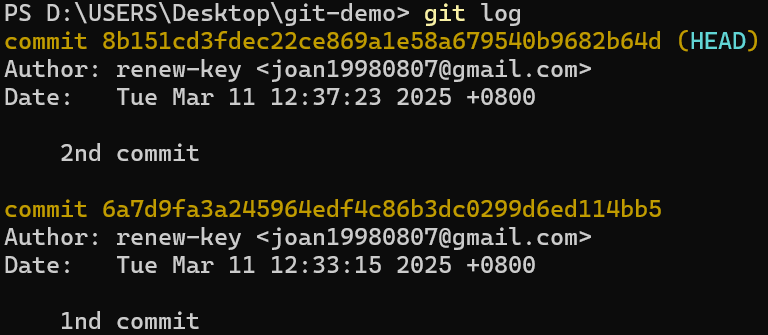 PS D:\USERS\Desktop\git-demo> git log
commit 8b151cd3fdec22ce869a1e58a679540b9682b64d (HEAD)
Author: renew-key <joan19980807@gmail.com>
Date:   Tue Mar 11 12:37:23 2025 +0800
    2nd commit
commit 6a7d9fa3a245964edf4c86b3dc0299d6ed114bb5
Author: renew-key <joan19980807@gmail.com>
Date:   Tue Mar 11 12:33:15 2025 +0800
    1nd commit